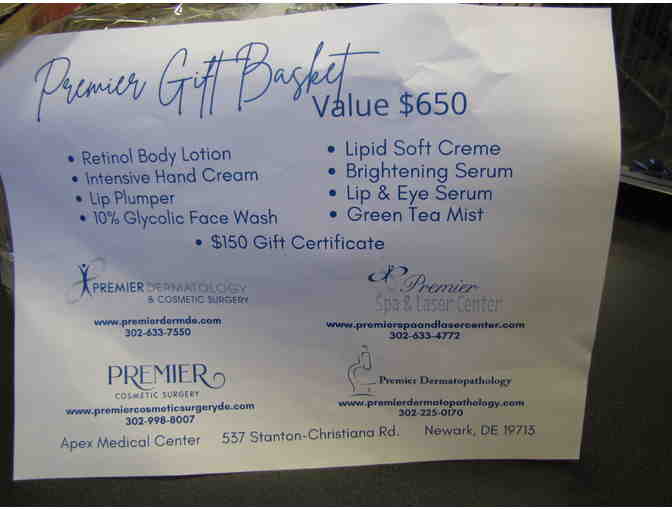 Premier Gift Basket
Value $650
• Retinol Body Lotion
• Intensive Hand Cream
• Lip Plumper
• 10% Glycolic Face Wash
• Lipid Soft Creme
• Brightening Serum
• Lip & Eye Serum
• Green Tea Mist
• $150 Gift Certificate
PREMIER DERMATOLOGY
& COSMETIC SURGERY
www.premierdermde.com
302-633-7550
Premier
Spa & Laser Center
www.premierspaandlasercenter.com
302-633-4772
PREMIER
COSMETIC SURGERY
www.premiercosmeticsurgeryde.com
302-998-8007
Premier Dermatopathology
www.premierdermatopathology.com
302-225-0170
Apex Medical Center 537 Stanton-Christiana Rd. Newark, DE 19713